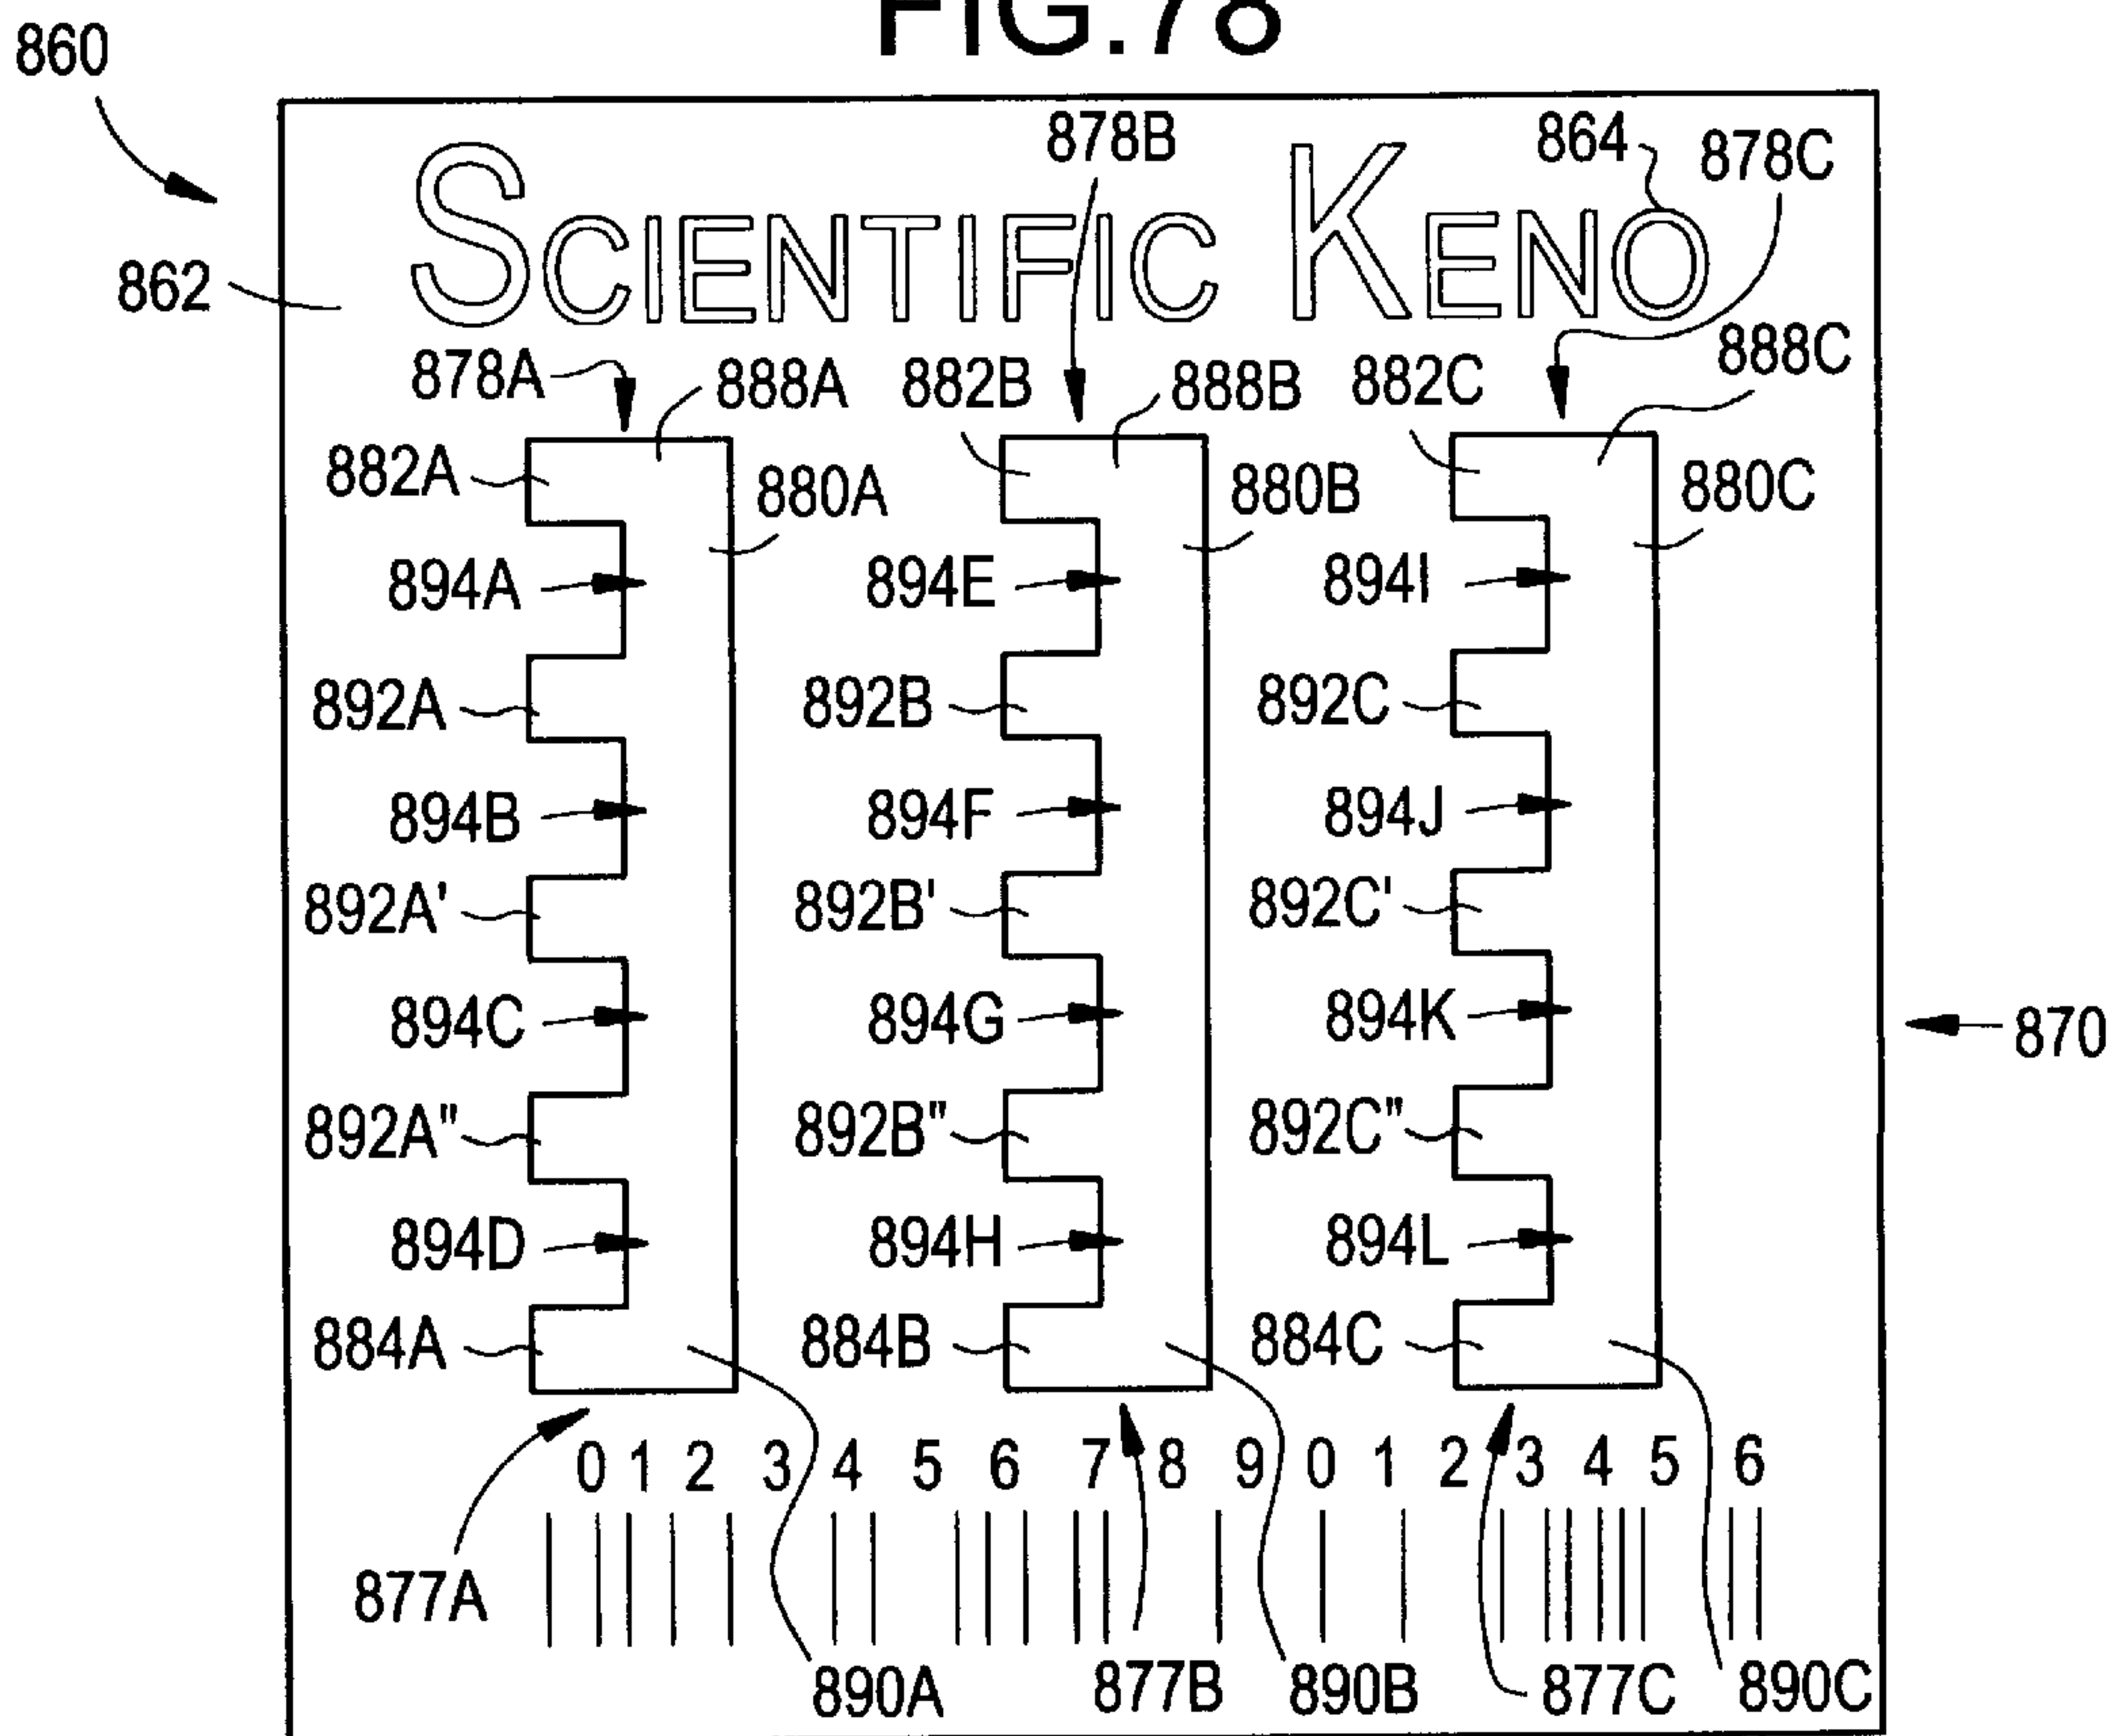 FIG.78
860
878B 864 878C
SCIENTIFIC KENO
862
878A 888A 882B 888B 882C 888C
882A 880A 880B 880C
894A 894E 894I
892A 892B 892C
894B 894F 894J
892A' 892B' 892C'
894C 894G 894K 870
892A" 892B" 892C"
894D 894H 894L
884A 884B 884C
0 1 2 3 4 5 6 7 8 9 0 1 2 3 4 5 6
877A
890A 877B 890B 877C 890C